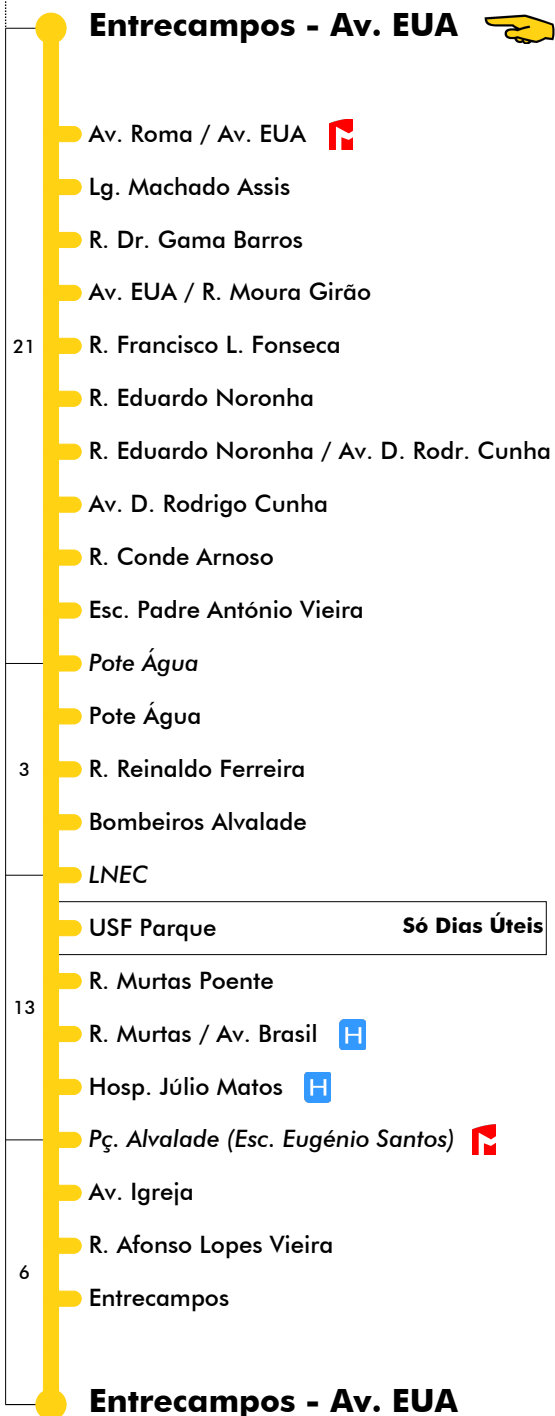 Entrecampos - Av. EUA
Av. Roma / Av. EUA
Lg. Machado Assis
R. Dr. Gama Barros
Av. EUA / R. Moura Girão
21 R. Francisco L. Fonseca
R. Eduardo Noronha
R. Eduardo Noronha / Av. D. Rodr. Cunha
Av. D. Rodrigo Cunha
R. Conde Arnoso
Esc. Padre António Vieira
Pote Água
Pote Água
3 R. Reinaldo Ferreira
Bombeiros Alvalade
LNEC
USF Parque Só Dias Úteis
R. Murtas Poente
13
R. Murtas / Av. Brasil H
Hosp. Júlio Matos H
Pç. Alvalade (Esc. Eugénio Santos)
Av. Igreja
R. Afonso Lopes Vieira
6
Entrecampos
Entrecampos - Av. EUA